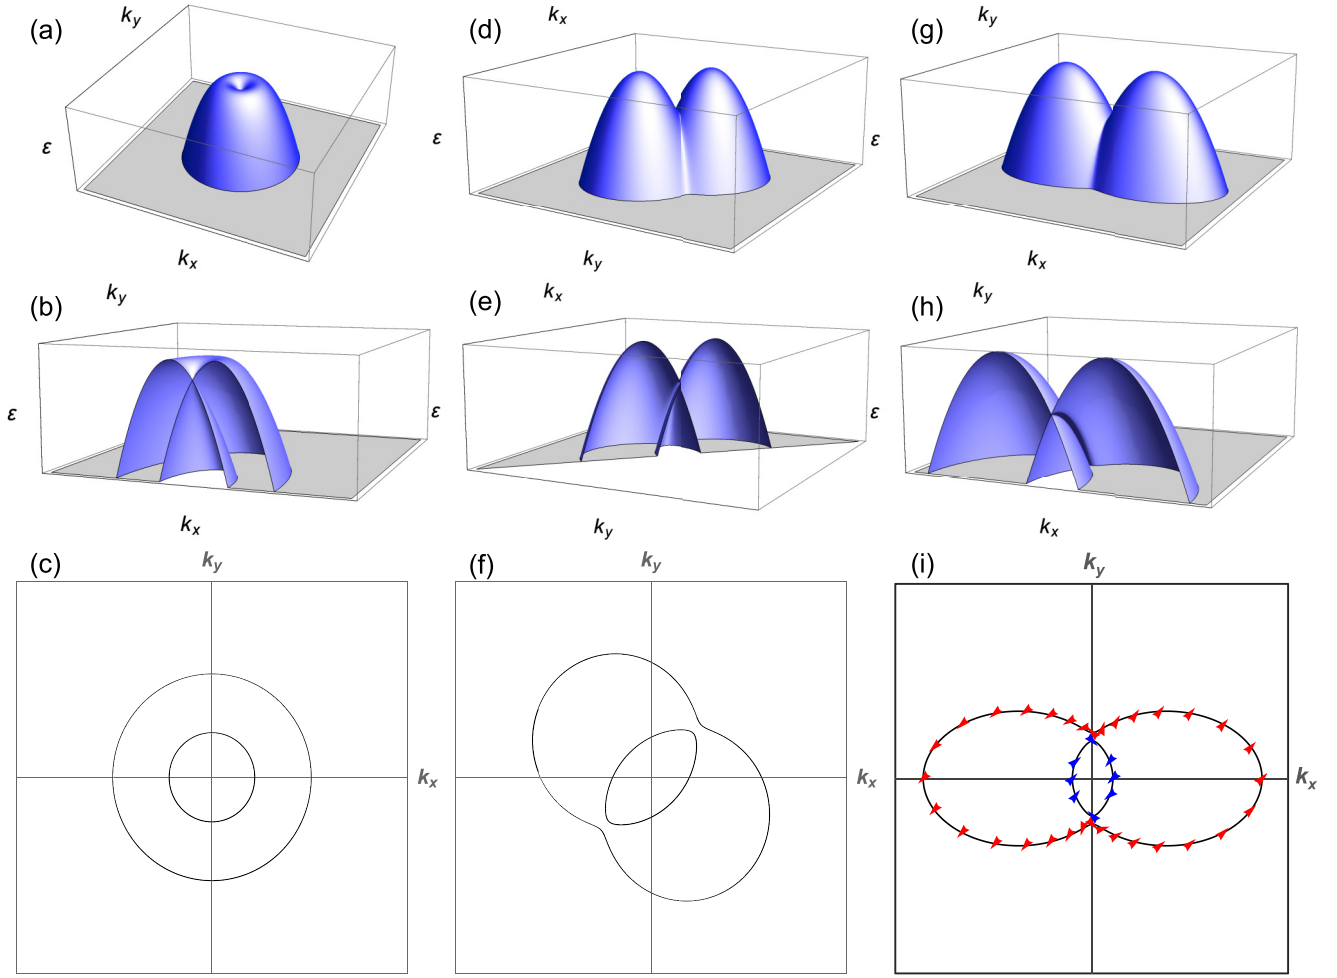 (a)
k_y
ε
k_x
(d)
k_x
ε
k_y
(g)
k_y
ε
k_x
(b)
k_y
ε
k_x
(e)
k_x
ε
k_y
(h)
k_y
ε
k_x
(c)
k_y
k_x
(f)
k_y
k_x
(i)
k_y
k_x